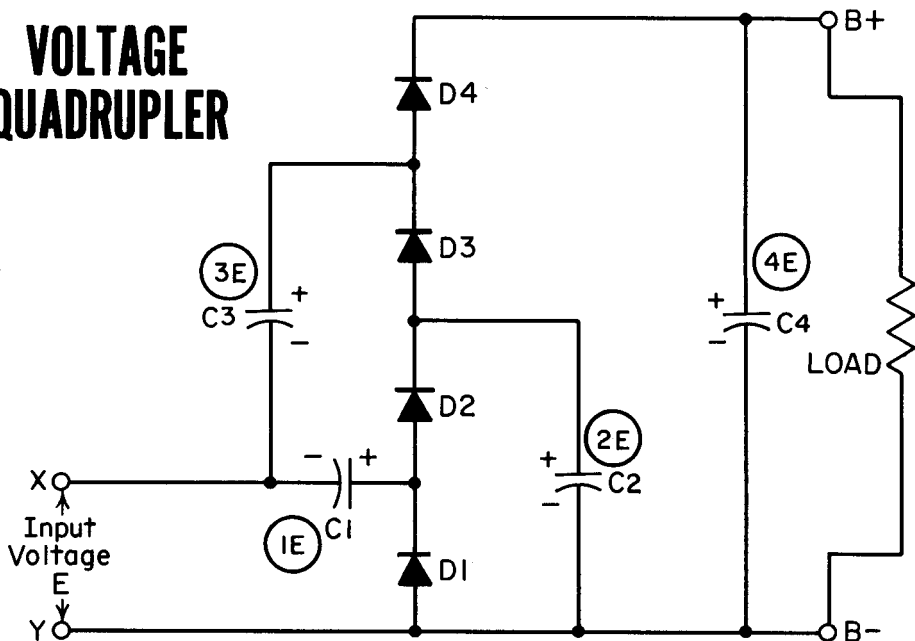 VOLTAGE
QUADRUPLER
B+
D4
D3
3E
+
C3
-
4E
+
C4
-
LOAD
D2
2E
+
C2
-
X
- +
C1
1E
Input
Voltage
E
D1
Y
B-